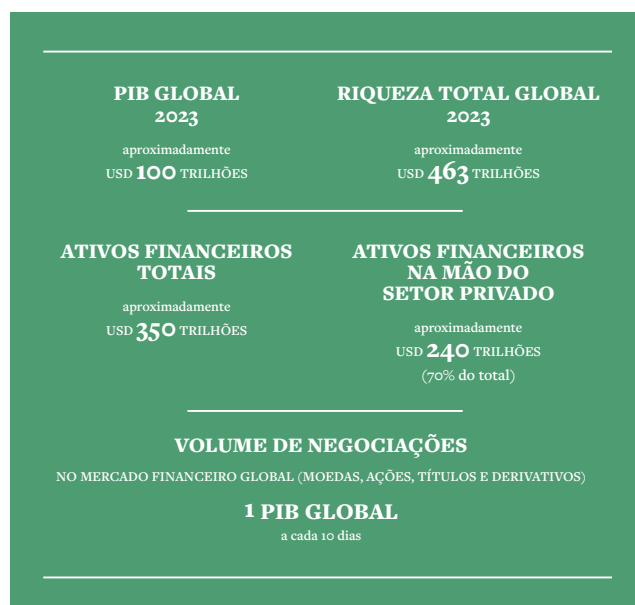 PIB GLOBAL
2023
aproximadamente
USD 100 TRILHÕES
RIQUEZA TOTAL GLOBAL
2023
aproximadamente
USD 463 TRILHÕES
ATIVOS FINANCEIROS
TOTAIS
aproximadamente
USD 350 TRILHÕES
ATIVOS FINANCEIROS
NA MÃO DO
SETOR PRIVADO
aproximadamente
USD 240 TRILHÕES
(70% do total)
VOLUME DE NEGOCIAÇÕES
NO MERCADO FINANCEIRO GLOBAL (MOEDAS, AÇÕES, TÍTULOS E DERIVATIVOS)
1 PIB GLOBAL
a cada 10 dias